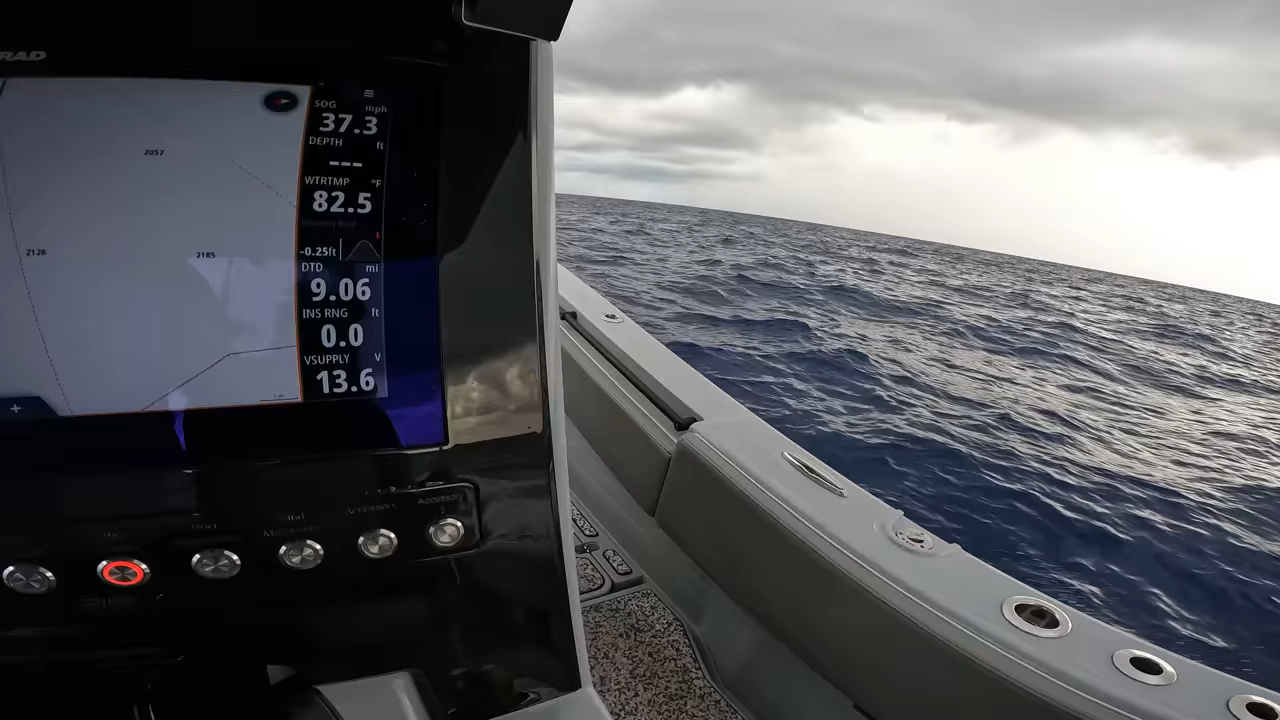 RAD
2057
2126
2185
SOG mph
37.3
DEPTH ft
---
WTRTMP °F
82.5
-0.25ft
DTD mi
9.06
INS RNG ft
0.0
VSUPPLY V
13.6
+
Accessory
Accessory